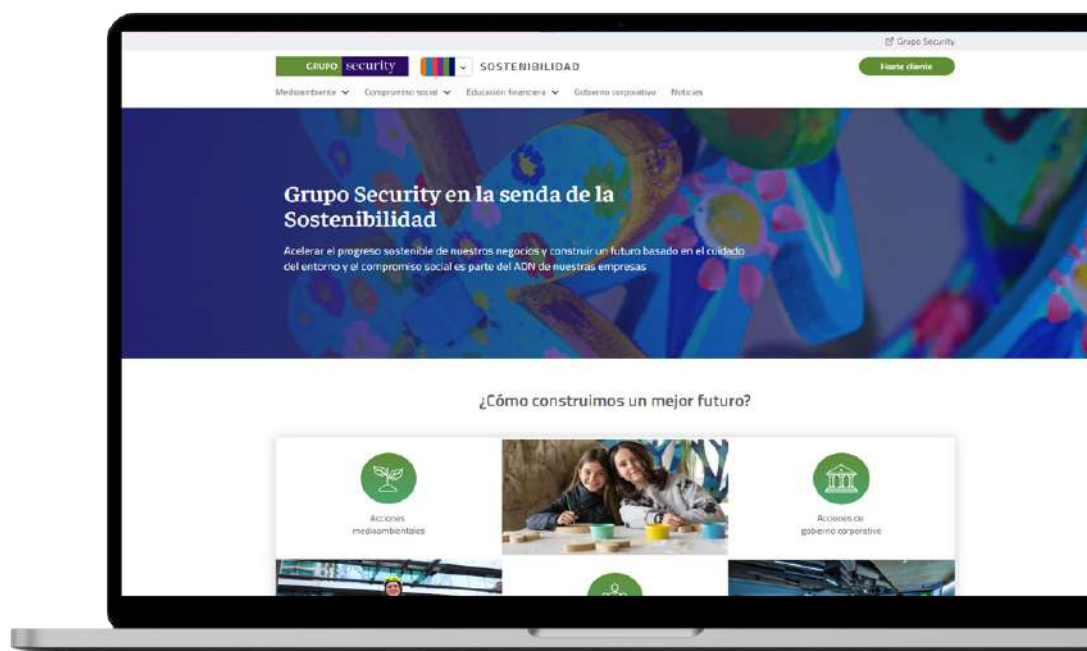 Grupo Security
GRUPO security
SOSTENIBILIDAD
Hazte cliente
Medioambiente
Compromiso social
Educación financiera
Gobierno corporativo
Noticias
Grupo Security en la senda de la
Sostenibilidad
Acelerar el progreso sostenible de nuestros negocios y construir un futuro basado en el cuidado
del entorno y el compromiso social es parte del ADN de nuestras empresas
¿Cómo construimos un mejor futuro?
Acciones
medioambientales
Acciones de
gobierno corporativo